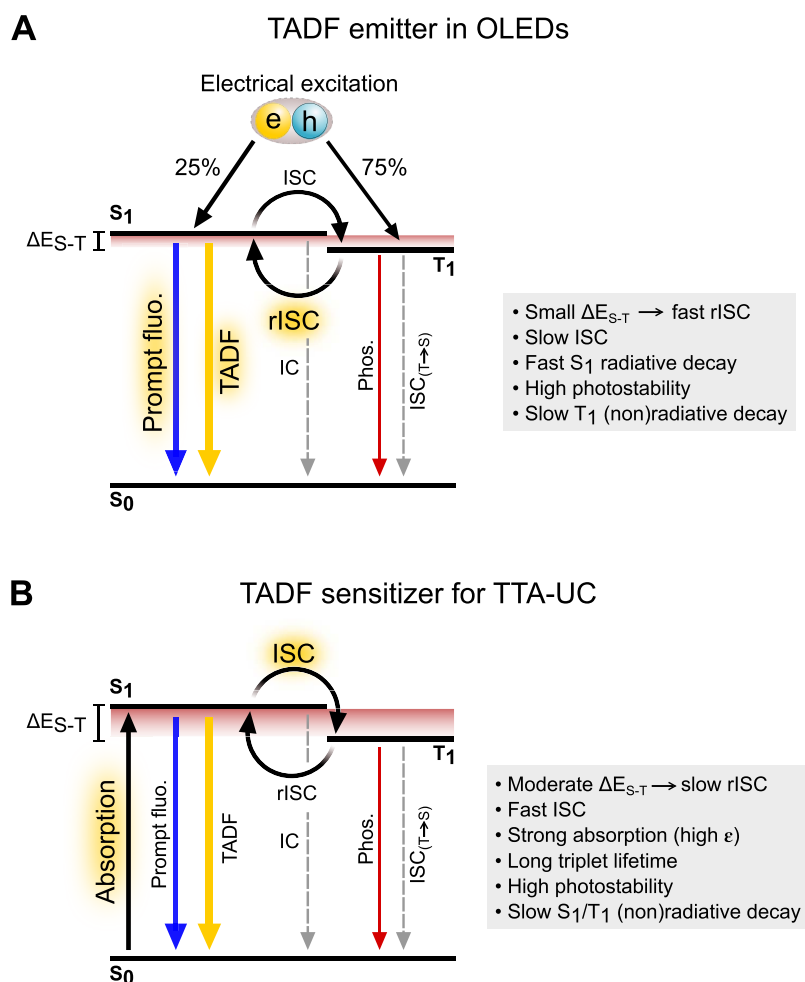 A
TADF emitter in OLEDs
Electrical excitation
e h
25%
ISC
75%
S1
ΔES-T
T1
Prompt fluo.
TADF
rISC
IC
Phos.
ISC(T→S)
S0
• Small ΔES-T → fast rISC
• Slow ISC
• Fast S1 radiative decay
• High photostability
• Slow T1 (non)radiative decay
B
TADF sensitizer for TTA-UC
ISC
S1
ΔES-T
T1
Absorption
Prompt fluo.
TADF
rISC
IC
Phos.
ISC(T→S)
S0
• Moderate ΔES-T → slow rISC
• Fast ISC
• Strong absorption (high ε)
• Long triplet lifetime
• High photostability
• Slow S1/T1 (non)radiative decay